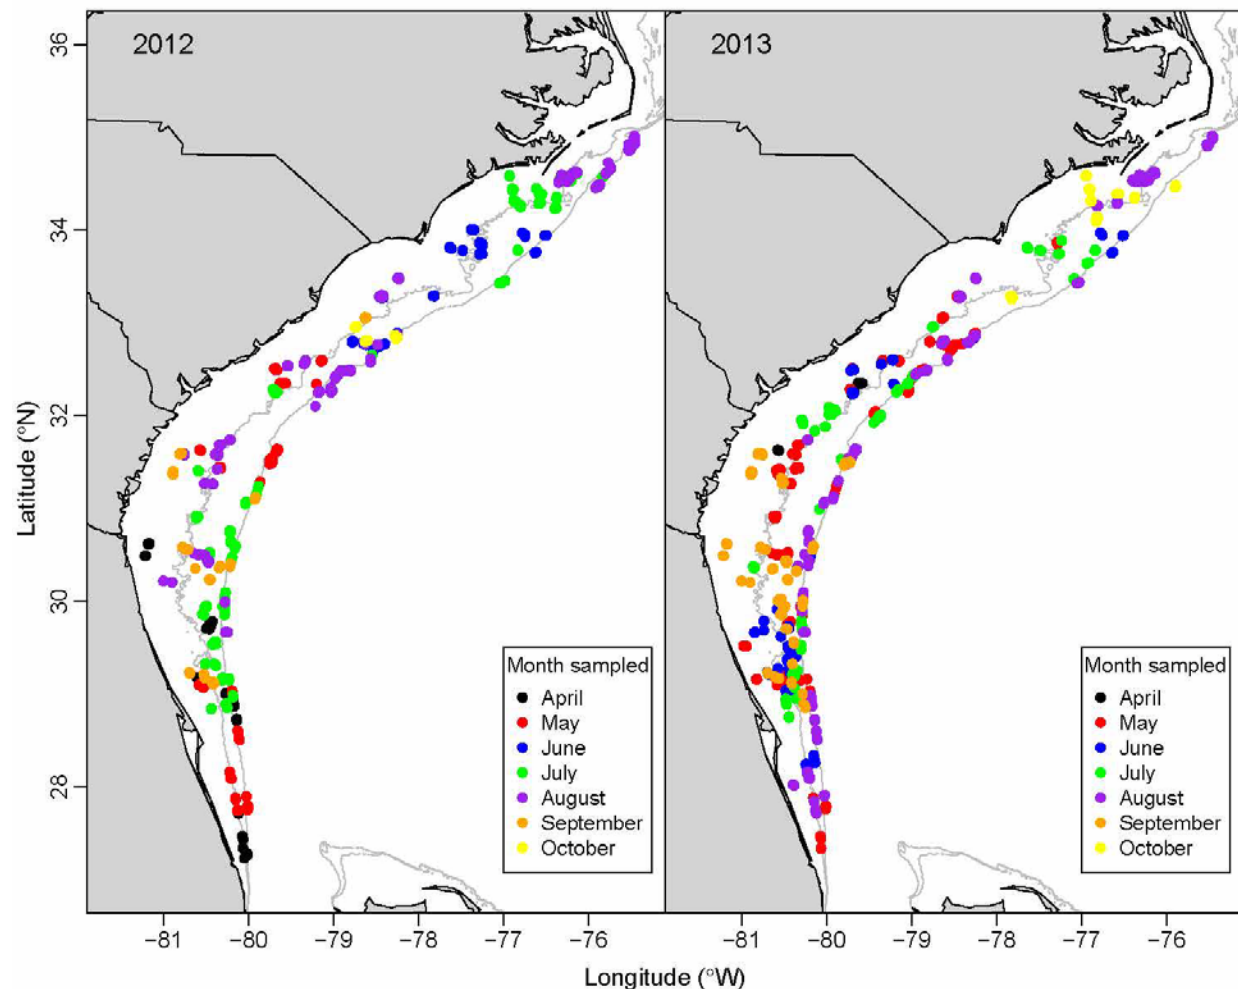 2012
2013
36
34
32
30
28
Latitude (°N)
Month sampled
April
May
June
July
August
September
October
Month sampled
April
May
June
July
August
September
October
−81 −80 −79 −78 −77 −76
−81 −80 −79 −78 −77 −76
Longitude (°W)